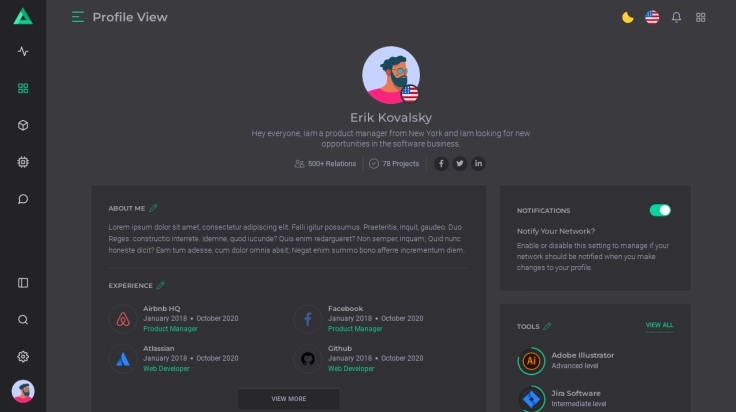 Profile View
Erik Kovalsky
Hey everyone, Iam a product manager from New York and Iam looking for new
opportunities in the software business.
500+ Relations
78 Projects
ABOUT ME
Lorem ipsum dolor sit amet, consectetur adipiscing elit. Falli igitur possumus. Praetentis, inquit, gaudeo. Duo
Reges: constructio interrete. Idemne, quod iucunde? Quis enim redargueret? Non semper, inquam; Quid nunc
honeste dicit? Eam tum adesse, cum dolor omnis absit; Negat enim summo bono afferre incrementum diem.
EXPERIENCE
Airbnb HQ
January 2018 • October 2020
Product Manager
Facebook
January 2018 • October 2020
Product Manager
Atlassian
January 2018 • October 2020
Web Developer
Github
January 2018 • October 2020
Web Developer
VIEW MORE
NOTIFICATIONS
Notify Your Network?
Enable or disable this setting to manage if your
network should be notified when you make
changes to your profile.
TOOLS
VIEW ALL
Ai
Adobe Illustrator
Advanced level
Jira Software
Intermediate level